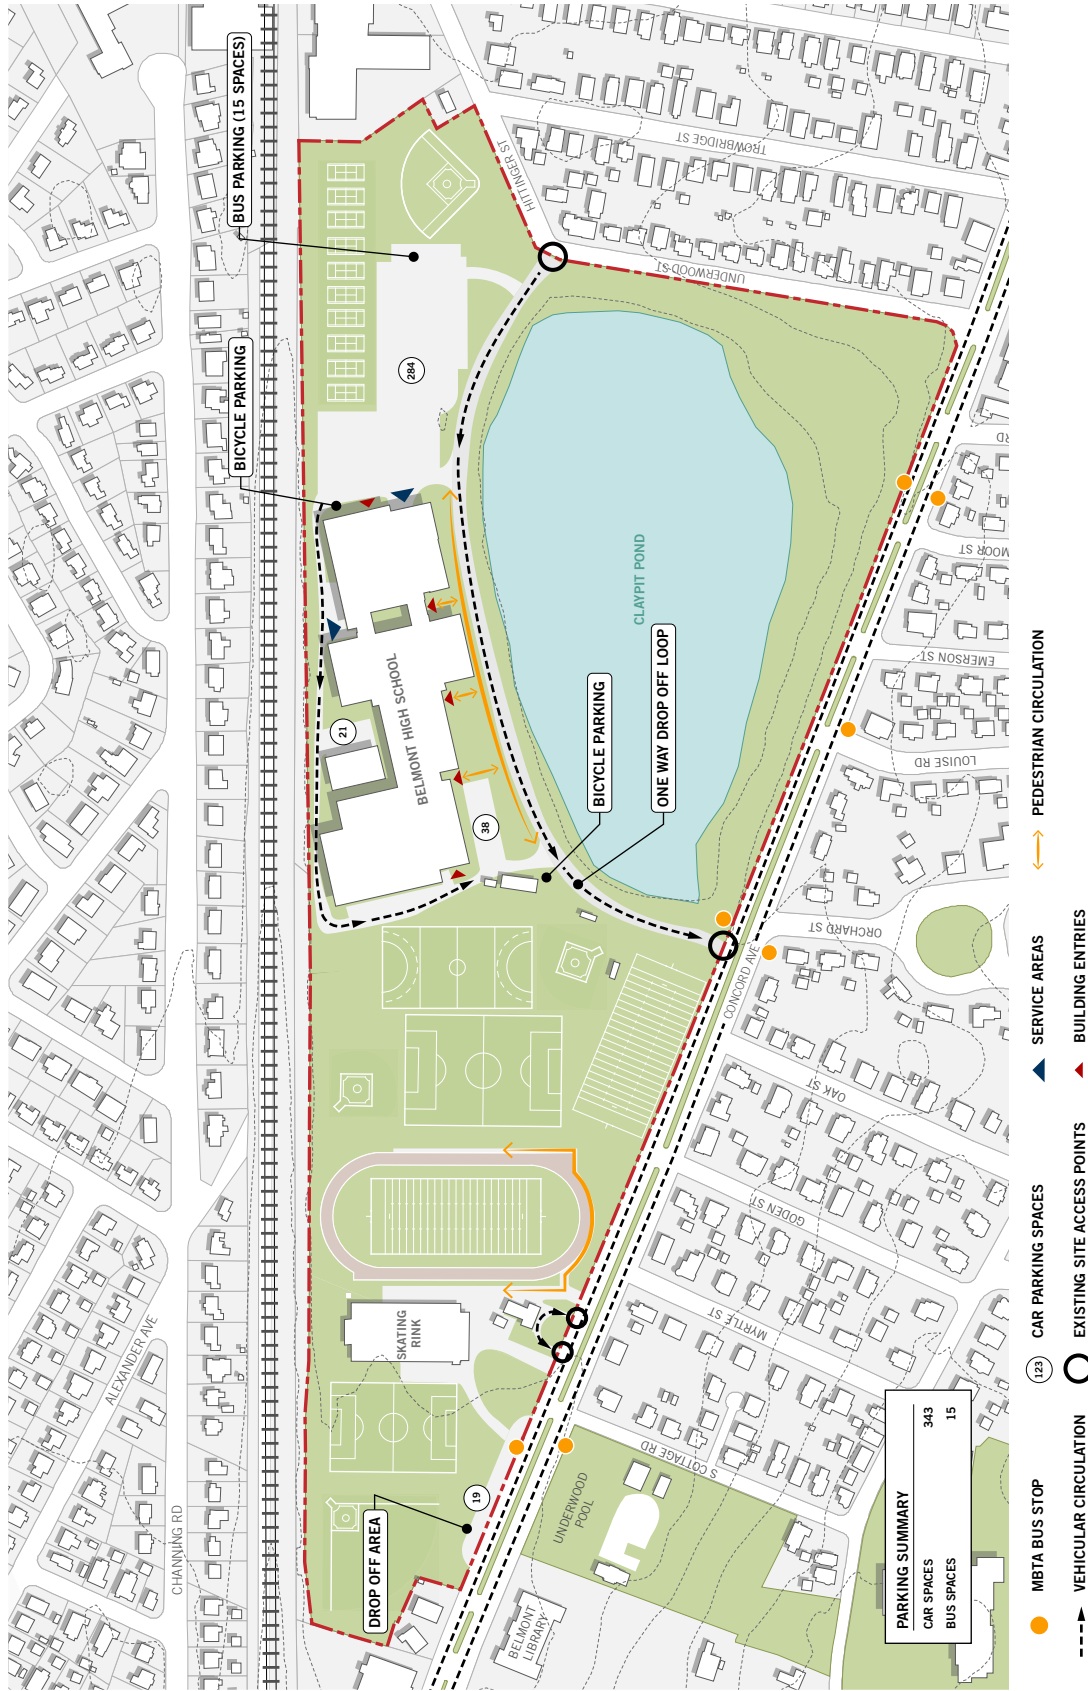 BUS PARKING (15 SPACES)
BICYCLE PARKING
HITTINGER ST
TROWBRIDGE ST
UNDERWOOD ST
284
21
38
BELMONT HIGH SCHOOL
CLAYPIT POND
BICYCLE PARKING
ONE WAY DROP OFF LOOP
RD
MOOR ST
EMERSON ST
LOUISE RD
ORCHARD ST
CONCORD AVE
OAK ST
GODEN ST
MYRTLE ST
S COTTAGE RD
SKATING
RINK
ALEXANDER AVE
CHANNING RD
DROP OFF AREA
19
UNDERWOOD
POOL
BELMONT
LIBRARY
PARKING SUMMARY
CAR SPACES 343
BUS SPACES 15
MBTA BUS STOP
VEHICULAR CIRCULATION
123 CAR PARKING SPACES
EXISTING SITE ACCESS POINTS
SERVICE AREAS
BUILDING ENTRIES
PEDESTRIAN CIRCULATION